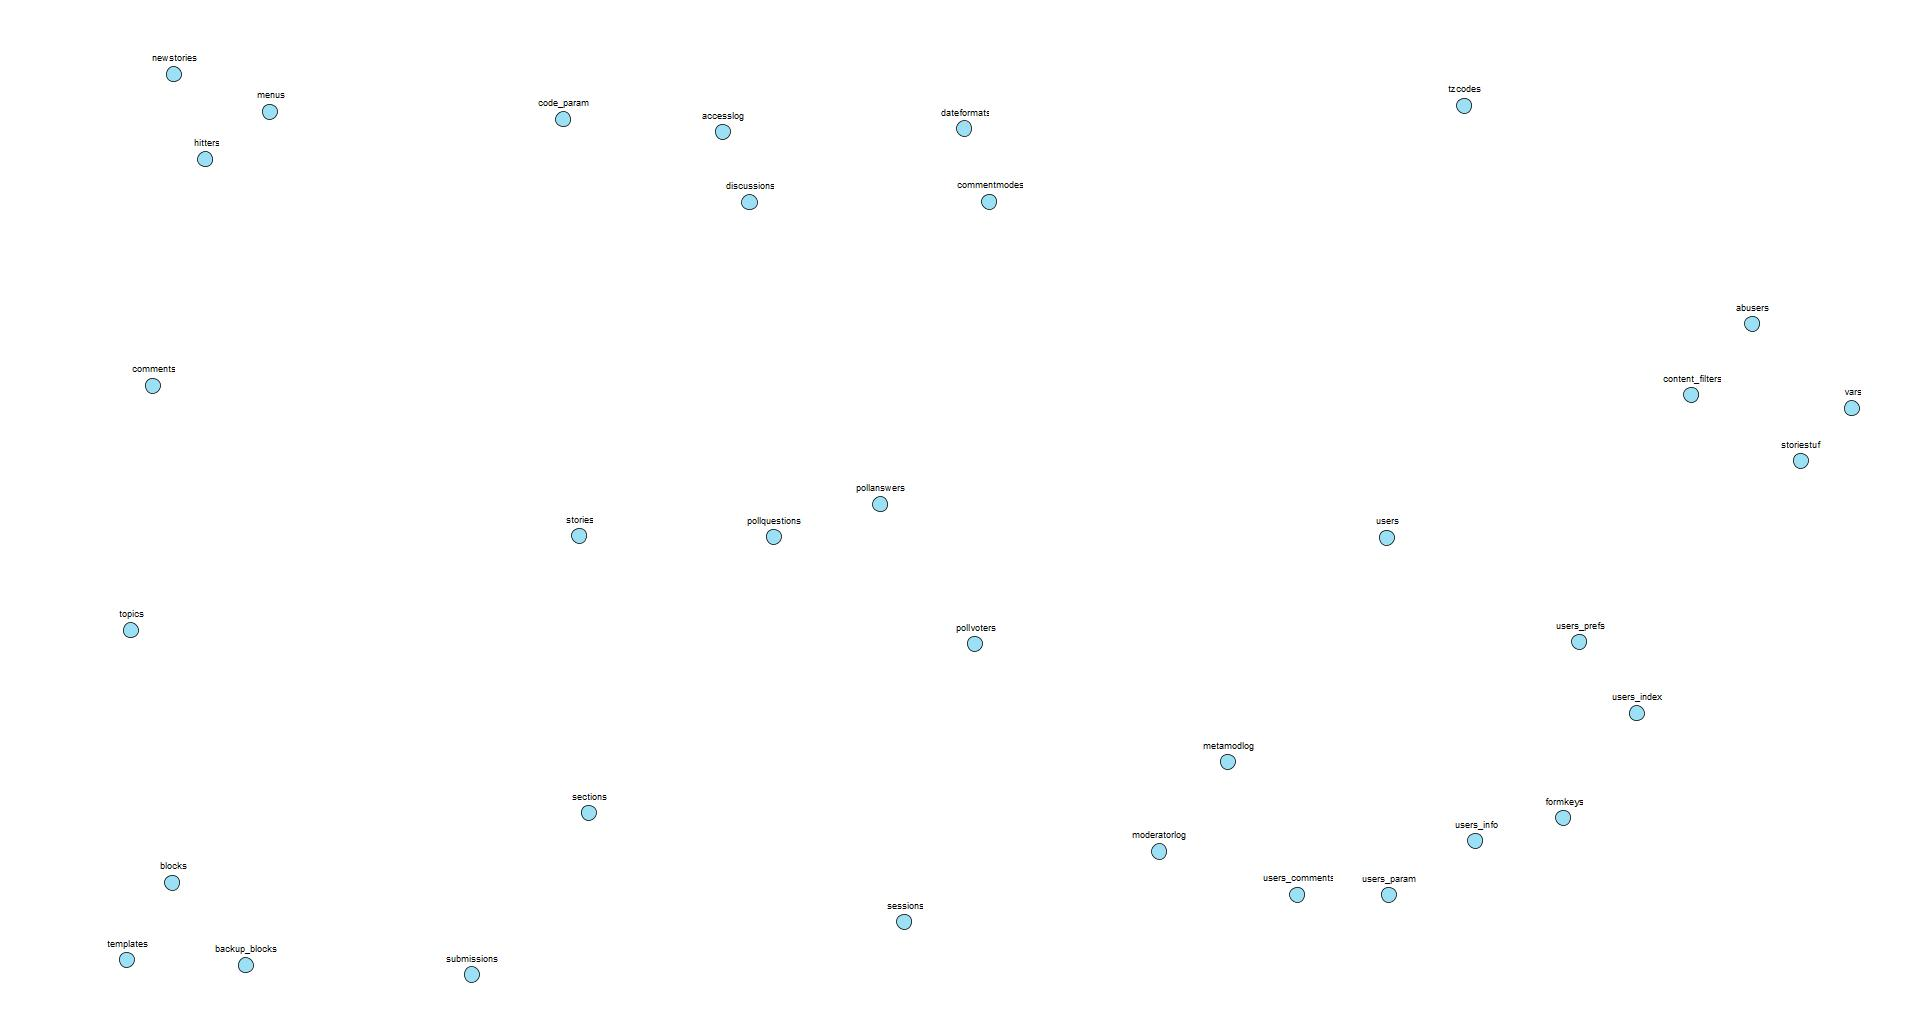 newstories
menus
tzcodes
code_param
dateformats
accesslog
hitters
commentmodes
discussions
abusers
comments
content_filters
vars
storiestuf
pollanswers
stories
pollquestions
users
topics
users_prefs
pollvoters
users_index
metamodlog
sections
formkeys
users_info
moderatorlog
blocks
users_comments
users_param
sessions
templates
backup_blocks
submissions